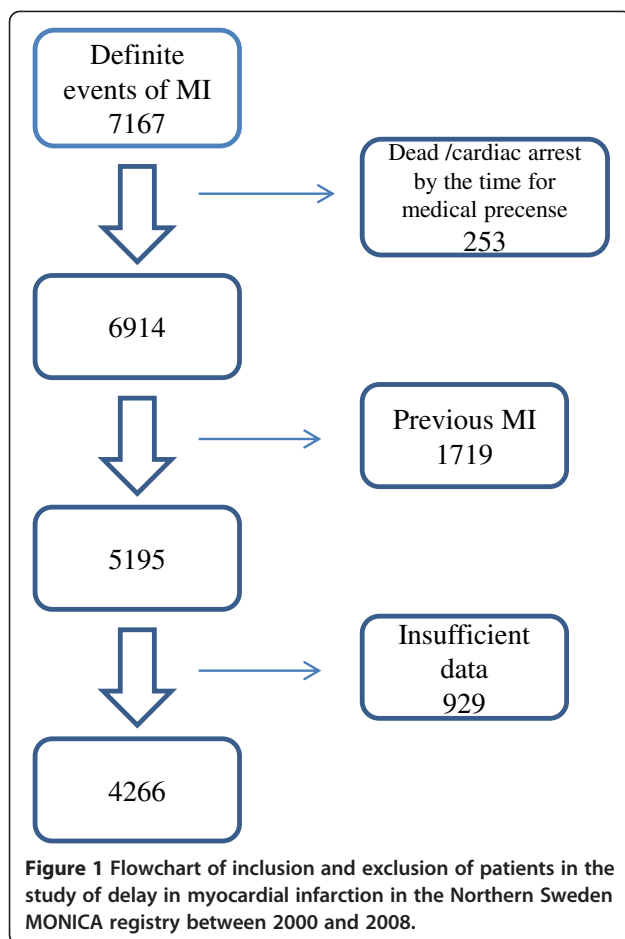 Definite
events of MI
7167
Dead /cardiac arrest
by the time for
medical precense
253
6914
Previous MI
1719
5195
Insufficient
data
929
4266
Figure 1 Flowchart of inclusion and exclusion of patients in the
study of delay in myocardial infarction in the Northern Sweden
MONICA registry between 2000 and 2008.